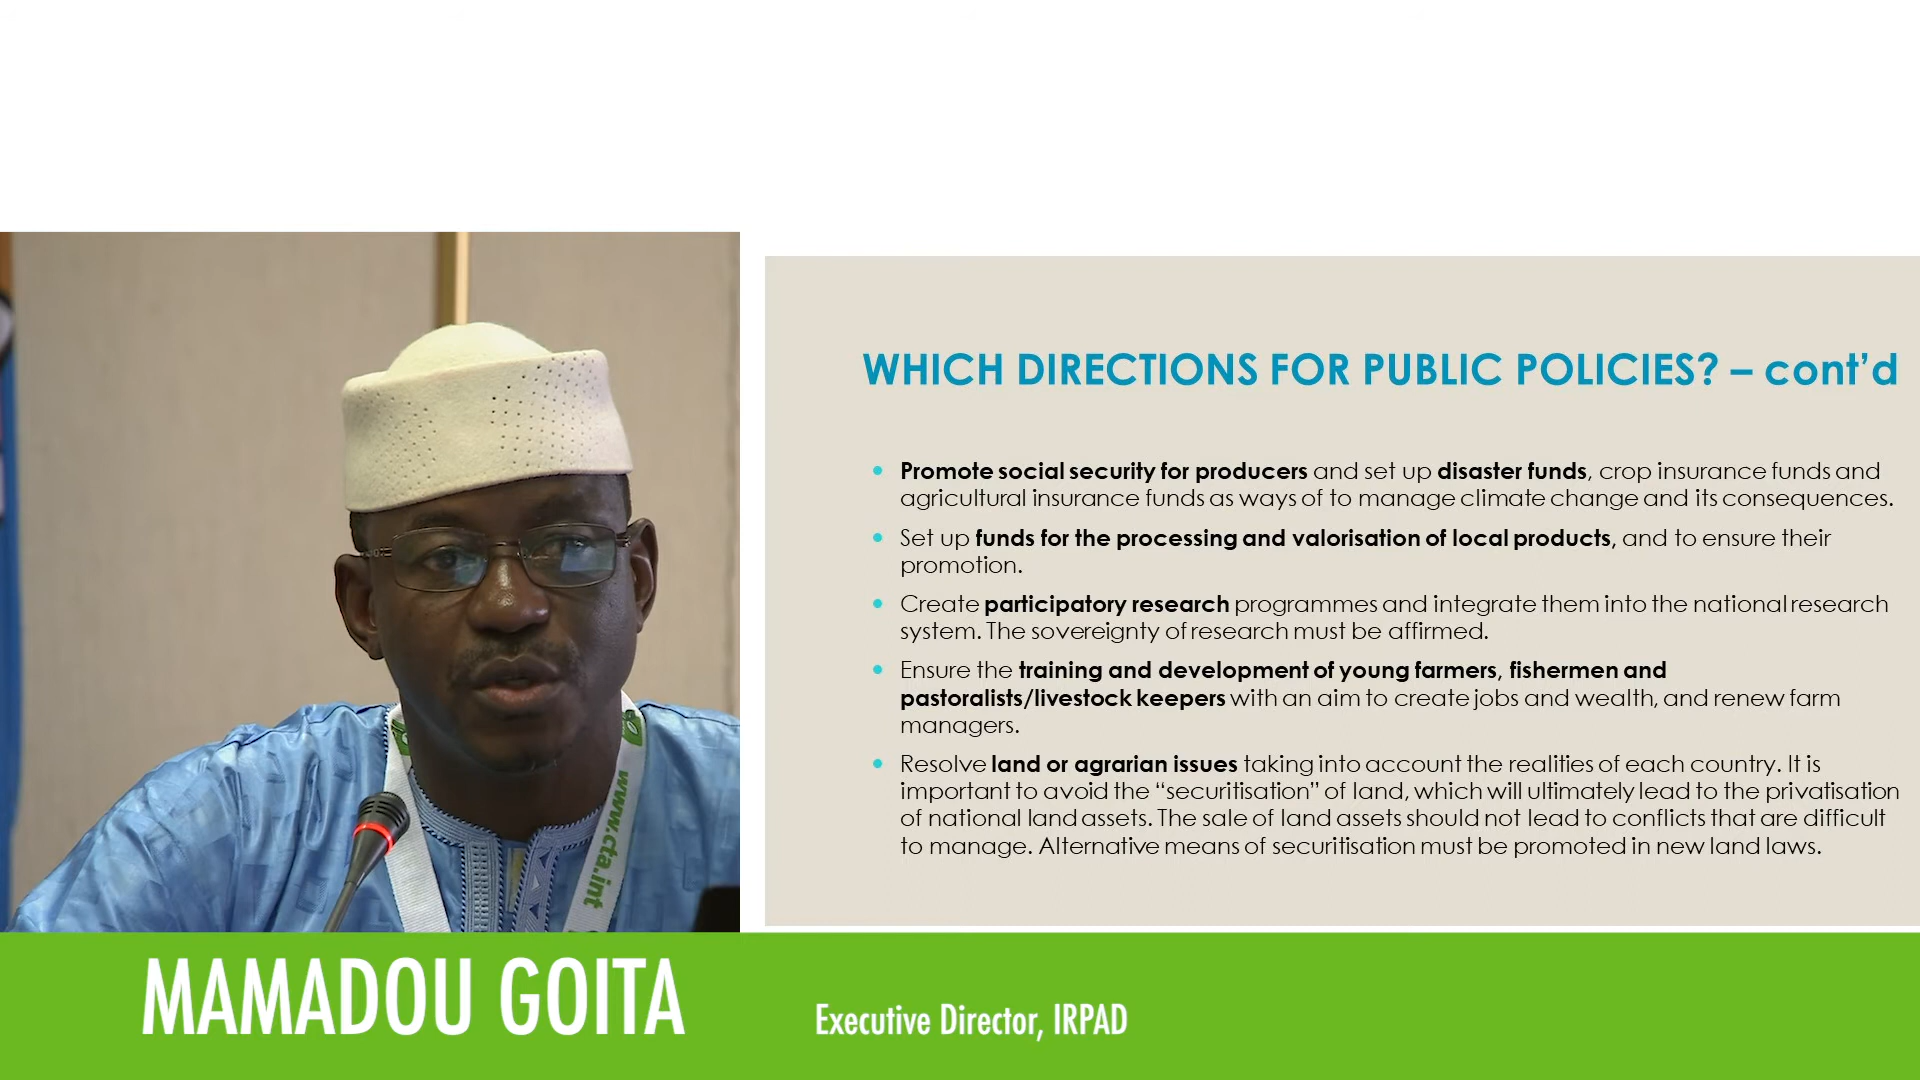 WHICH DIRECTIONS FOR PUBLIC POLICIES? – cont’d
• Promote social security for producers and set up disaster funds, crop insurance funds and
agricultural insurance funds as ways of to manage climate change and its consequences.
• Set up funds for the processing and valorisation of local products, and to ensure their
promotion.
• Create participatory research programmes and integrate them into the national research
system. The sovereignty of research must be affirmed.
• Ensure the training and development of young farmers, fishermen and
pastoralists/livestock keepers with an aim to create jobs and wealth, and renew farm
managers.
• Resolve land or agrarian issues taking into account the realities of each country. It is
important to avoid the “securitisation” of land, which will ultimately lead to the privatisation
of national land assets. The sale of land assets should not lead to conflicts that are difficult
to manage. Alternative means of securitisation must be promoted in new land laws.
www.cta.int
MAMADOU GOITA
Executive Director, IRPAD